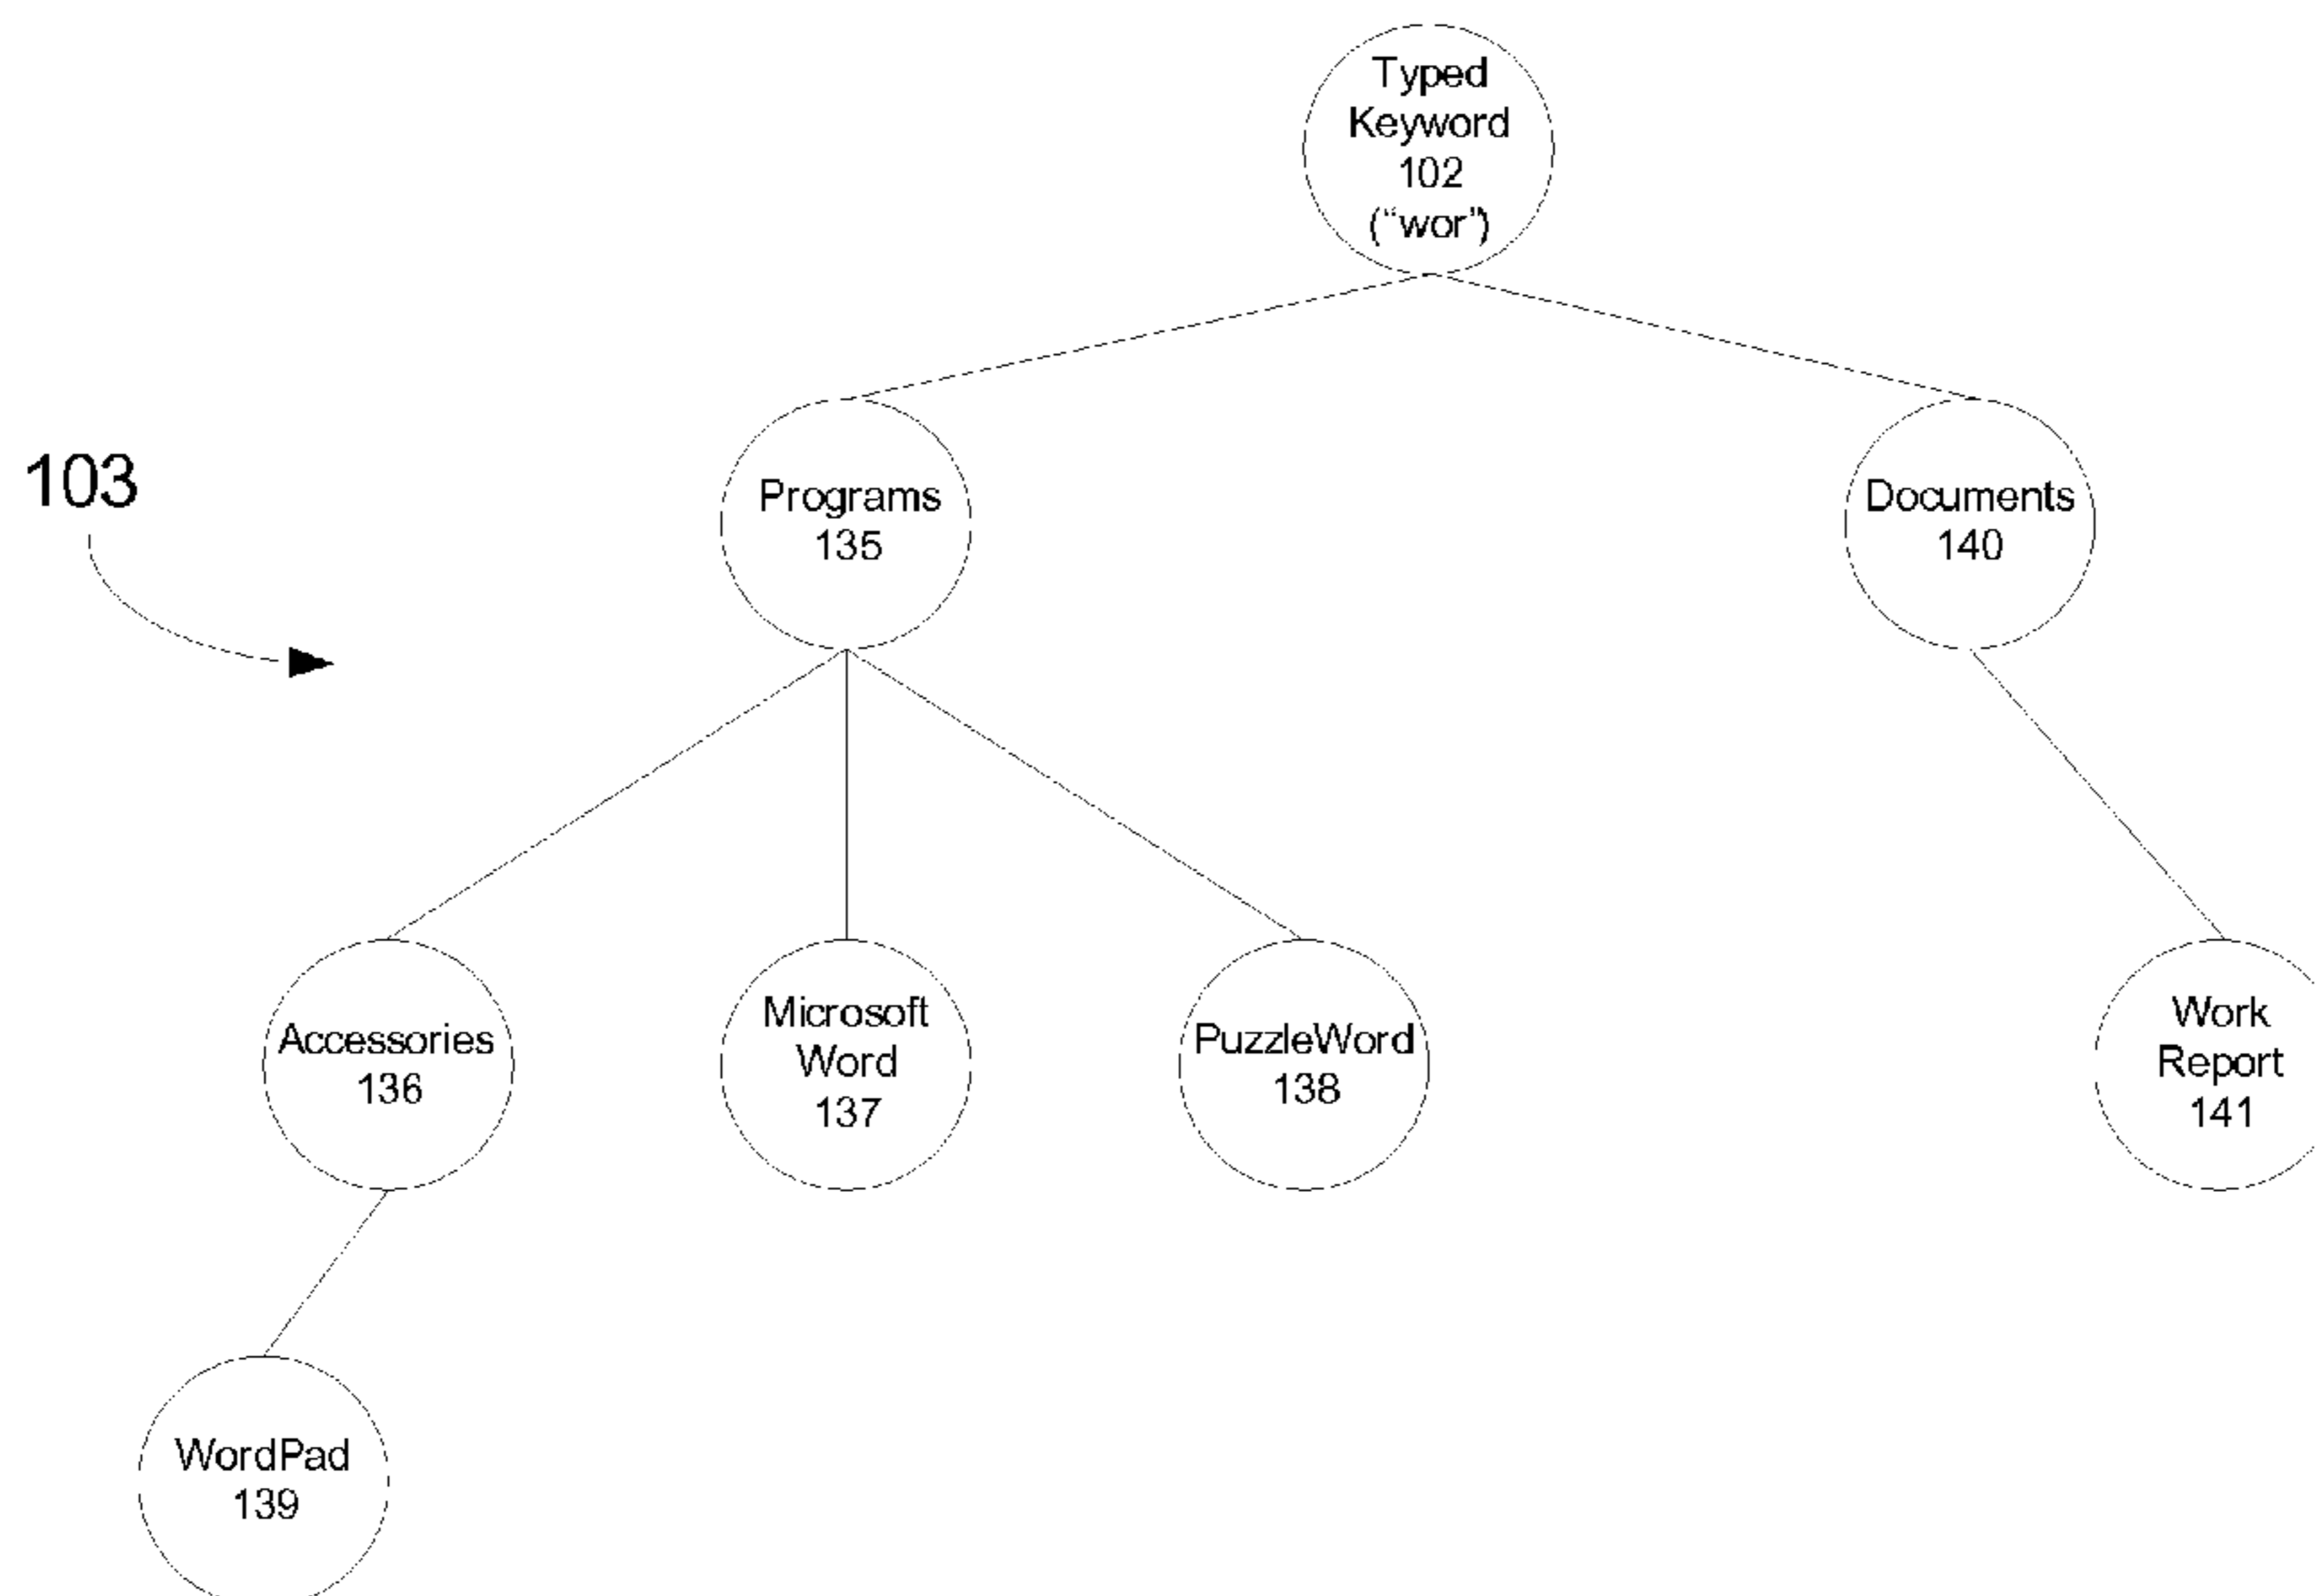 Typed
Keyword
102
(“wor”)
103
Programs
135
Documents
140
Accessories
136
Microsoft
Word
137
PuzzleWord
138
Work
Report
141
WordPad
139